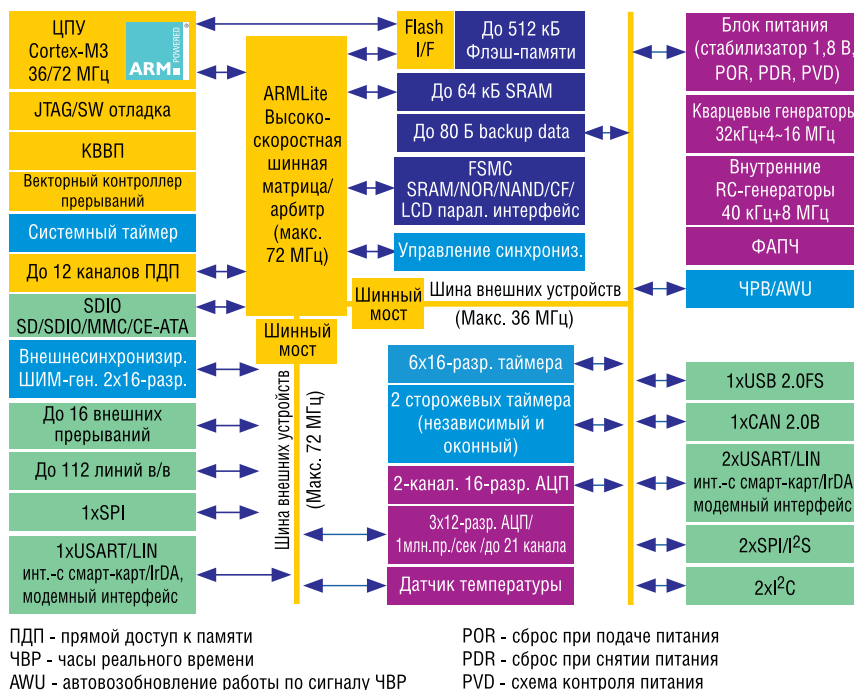 ЦПУ
Cortex-M3
36/72 МГц
ARM
POWERED
JTAG/SW отладка
КВВП
Векторный контроллер
прерываний
Системный таймер
До 12 каналов ПДП
SDIO
SD/SDIO/MMC/CE-ATA
Внешнесинхронизир.
ШИМ-ген. 2x16-разр.
До 16 внешних
прерываний
До 112 линий в/в
1xSPI
1xUSART/LIN
инт.-с смарт-карт/IrDA,
модемный интерфейс
ARMLite
Высоко-
скоростная
шинная
матрица/
арбитр
(макс.
72 МГц)
Шинный
мост
Шина внешних устройств
(Макс. 72 МГц)
Шинный
мост
Шина внешних устройств
(Макс. 36 МГц)
Flash
I/F
До 512 кБ
Флэш-памяти
До 64 кБ SRAM
До 80 Б backup data
FSMC
SRAM/NOR/NAND/CF/
LCD парал. интерфейс
Управление синхрониз.
6x16-разр. таймера
2 сторожевых таймера
(независимый и
оконный)
2-канал. 16-разр. АЦП
3x12-разр. АЦП/
1млн.пр./сек /до 21 канала
Датчик температуры
Блок питания
(стабилизатор 1,8 В,
POR, PDR, PVD)
Кварцевые генераторы
32кГц+4~16 МГц
Внутренние
RC-генераторы
40 кГц+8 МГц
ФАПЧ
ЧРВ/AWU
1xUSB 2.0FS
1xCAN 2.0B
2xUSART/LIN
инт.-с смарт-карт/IrDA
модемный интерфейс
2xSPI/I²S
2xI²C
ПДП - прямой доступ к памяти
ЧВР - часы реального времени
AWU - автовозобновление работы по сигналу ЧВР
POR - сброс при подаче питания
PDR - сброс при снятии питания
PVD - схема контроля питания